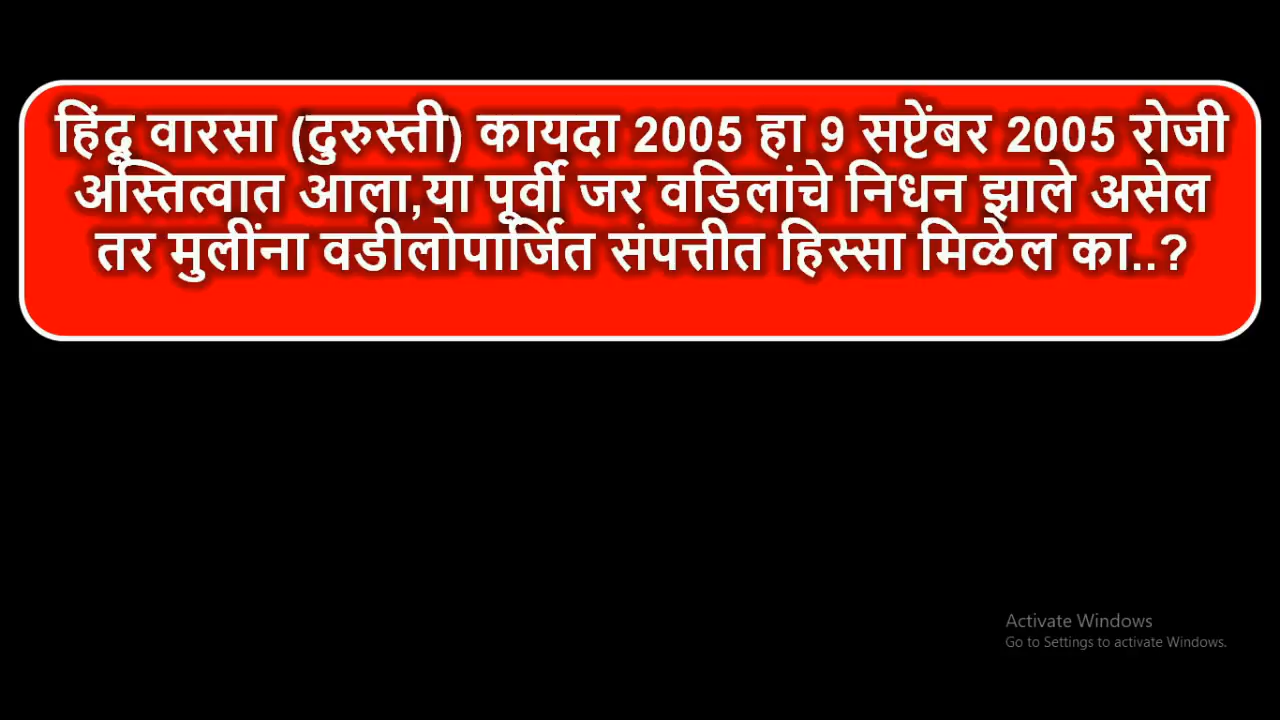 हिंदू वारसा (दुरुस्ती) कायदा 2005 हा 9 सप्टेंबर 2005 रोजी
अस्तित्वात आला,या पूर्वी जर वडिलांचे निधन झाले असेल
तर मुलींना वडीलोपार्जित संपत्तीत हिस्सा मिळेल का..?
Activate Windows
Go to Settings to activate Windows.